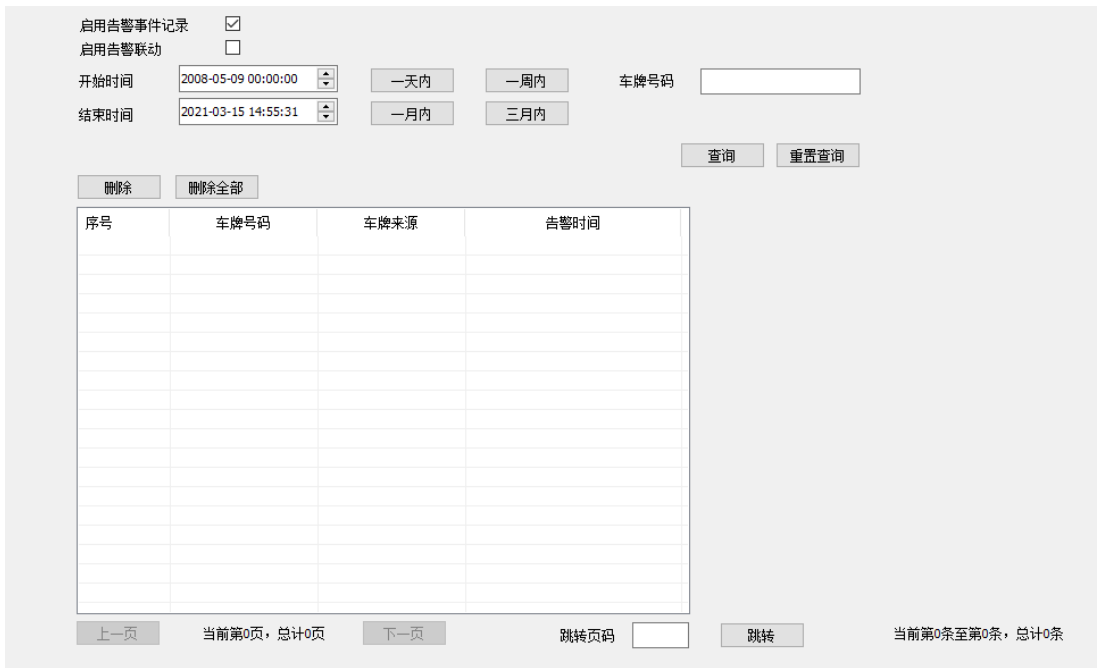 启用告警事件记录
启用告警联动
开始时间 2008-05-09 00:00:00 一天内 一周内 车牌号码
结束时间 2021-03-15 14:55:31 一月内 三月内
查询 重置查询
删除 删除全部
序号 车牌号码 车牌来源 告警时间
上一页 当前第0页，总计0页 下一页 跳转页码 跳转 当前第0条至第0条，总计0条